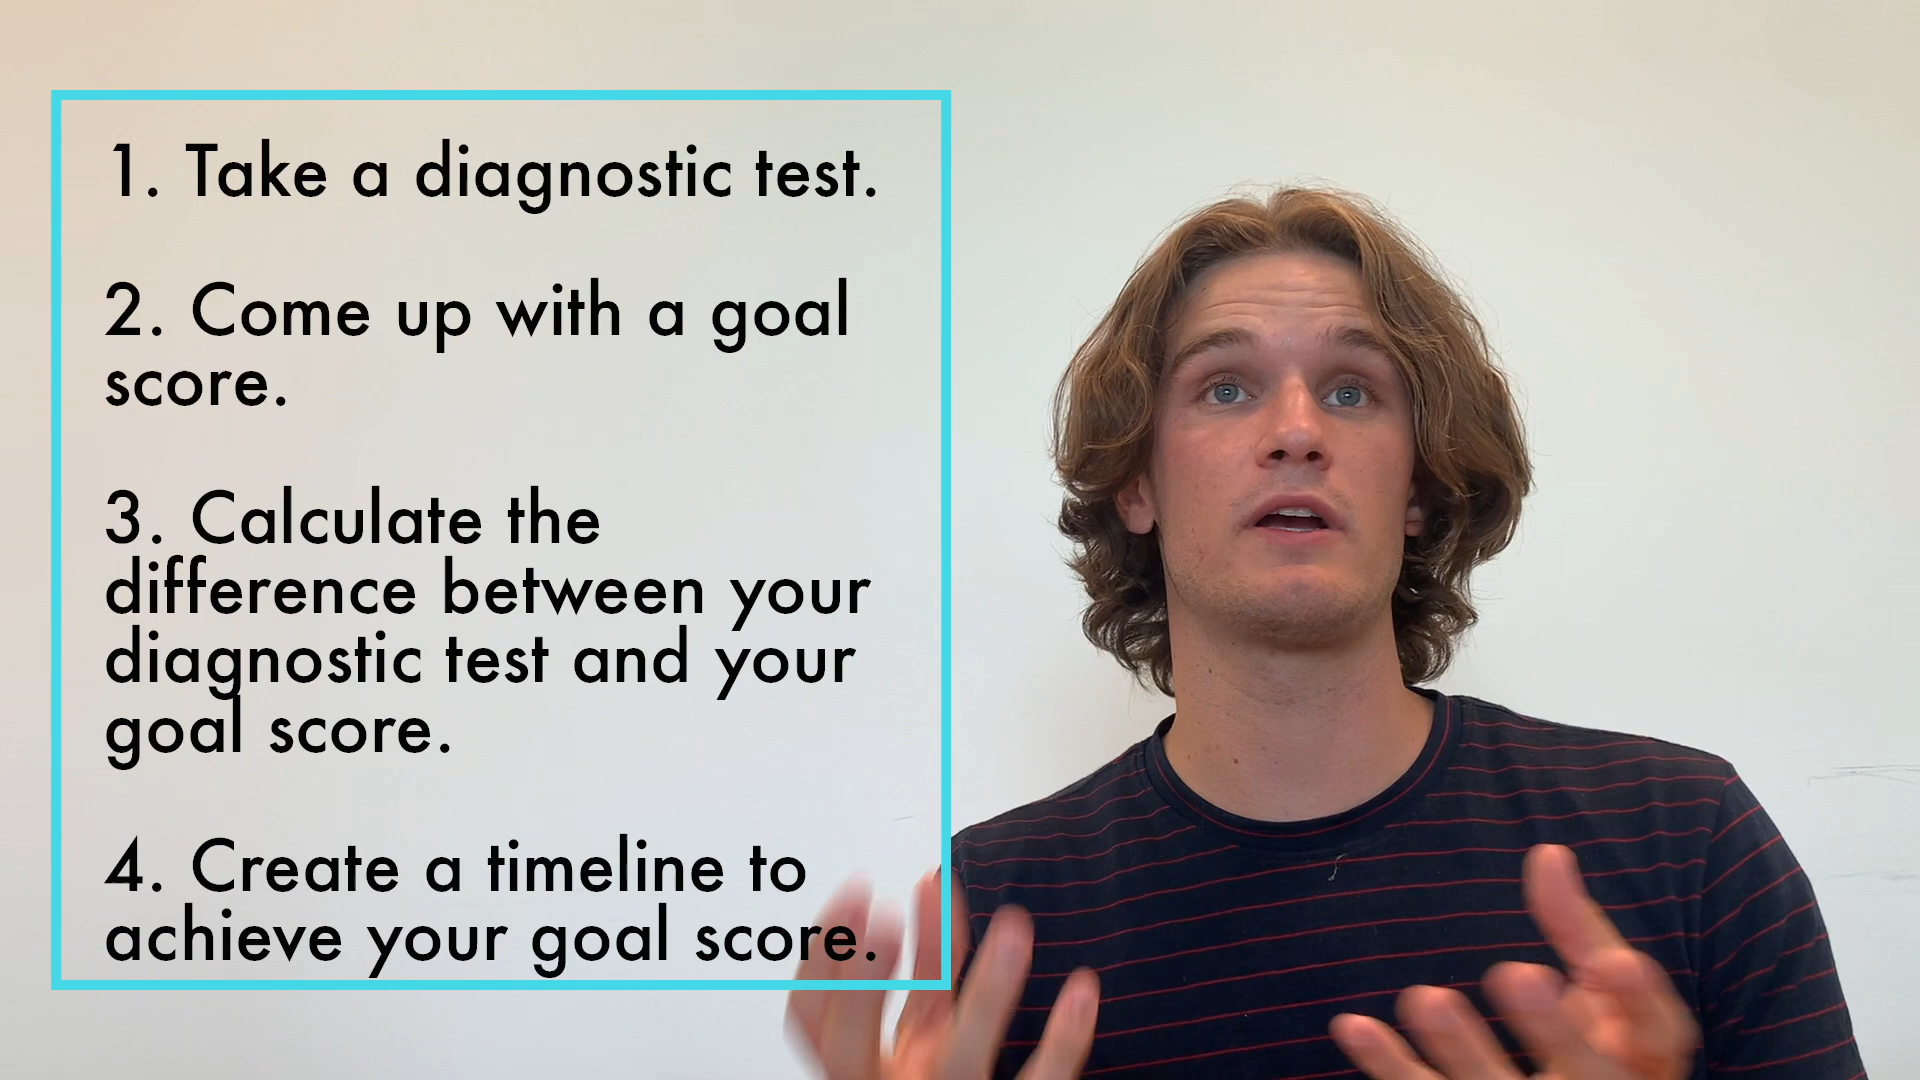 1. Take a diagnostic test.
2. Come up with a goal
score.
3. Calculate the
difference between your
diagnostic test and your
goal score.
4. Create a timeline to
achieve your goal score.